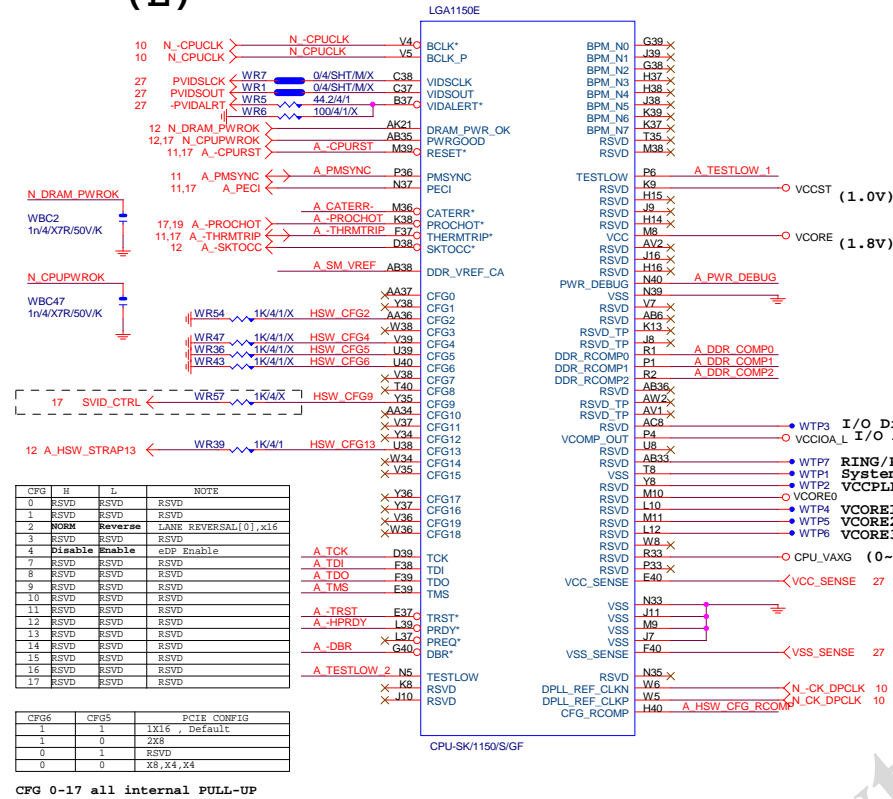 (E)
LGA1150E
10 N_-CPUCLK N_-CPUCLK V4 BCLK* BPM_N0 G39
10 N_CPUCLK N_CPUCLK V5 BCLK_P BPM_N1 J39
BPM_N2 G38
27 PVIDSLCK WR7 0/4/SHT/M/X C38 VIDSCLK BPM_N3 H37
27 PVIDSOUT WR1 0/4/SHT/M/X C37 VIDSOUT BPM_N4 H38
27 -PVIDALRT WR5 44.2/4/1 B37 VIDALERT* BPM_N5 J38
WR6 100/4/1/X BPM_N6 K39
BPM_N7 K37
12 N_DRAM_PWROK AK21 DRAM_PWR_OK RSVD T35
12,17 N_CPUPWROK AB35 PWRGOOD RSVD M38
11,17 A_-CPURST A_-CPURST M39 RESET*
11 A_PMSYNC A_PMSYNC P36 PMSYNC TESTLOW P6 A_TESTLOW_1
11,17 A_PECI A_PECI N37 PECI RSVD K9 VCCST (1.0V)
RSVD H15
N_DRAM_PWROK
A_CATERR- M36 CATERR* RSVD J9
17,19 A_-PROCHOT A_-PROCHOT K38 PROCHOT* RSVD H14
11,17 A_-THRMTRIP A_-THRMTRIP F37 THERMTRIP* VCC M8 VCORE (1.8V)
12 A_-SKTOCC D38 SKTOCC* RSVD AV2
WBC2
1n/4/X7R/50V/K
RSVD J16
A_SM_VREF AB38 DDR_VREF_CA RSVD H16
PWR_DEBUG N40 A_PWR_DEBUG
N_CPUPWROK
WBC47
1n/4/X7R/50V/K
AA37 CFG0 VSS N39
Y38 CFG1 RSVD V7
WR54 1K/4/1/X HSW_CFG2 AA36 CFG2 RSVD AB6
W38 CFG3 RSVD_TP K13
WR47 1K/4/1/X HSW_CFG4 V39 CFG4 RSVD_TP J8
WR36 1K/4/1/X HSW_CFG5 U39 CFG5 DDR_RCOMP0 R1 A_DDR_COMP0
WR43 1K/4/1/X HSW_CFG6 U40 CFG6 DDR_RCOMP1 P1 A_DDR_COMP1
V38 CFG7 DDR_RCOMP2 R2 A_DDR_COMP2
T40 CFG8 RSVD AB36
17 SVID_CTRL WR57 1K/4/X HSW_CFG9 Y35 CFG9 RSVD_TP AW2
AA34 CFG10 RSVD_TP AV1
V37 CFG11 RSVD AC8 WTP3 I/O Di
Y34 CFG12 VCOMP_OUT P4 VCCIOA_L I/O
12 A_HSW_STRAP13 WR39 1K/4/1 HSW_CFG13 U38 CFG13 RSVD U8
W34 CFG14 RSVD AB33 WTP7 RING/
V35 CFG15 VSS T8 WTP1 System
RSVD Y8 WTP2 VCCPLL
Y36 CFG17 RSVD M10 VCORE0
Y37 CFG16 RSVD L10 WTP4 VCORE1
V36 CFG19 RSVD M11 WTP5 VCORE2
W36 CFG18 RSVD L12 WTP6 VCORE3
RSVD W8
A_TCK D39 TCK RSVD R33 CPU_VAXG (0~
A_TDI F38 TDI RSVD P33
A_TDO F39 TDO VCC_SENSE E40 VCC_SENSE 27
A_TMS E39 TMS
A_-TRST E37 TRST* VSS N33
A_-HPRDY L39 PRDY* VSS J11
L37 PREQ* VSS M9
A_-DBR G40 DBR* VSS J7
VSS_SENSE F40 VSS_SENSE 27
A_TESTLOW_2 N5 TESTLOW RSVD N35
K8 RSVD DPLL_REF_CLKN W6 N_-CK_DPCLK 10
J10 RSVD DPLL_REF_CLKP W5 N_CK_DPCLK 10
CFG_RCOMP H40 A_HSW_CFG_RCOMP
CPU-SK/1150/S/GF
CFG H L NOTE
0 RSVD RSVD RSVD
1 RSVD RSVD RSVD
2 NORM Reverse LANE REVERSAL[0],x16
3 RSVD RSVD RSVD
4 Disable Enable eDP Enable
7 RSVD RSVD RSVD
8 RSVD RSVD RSVD
9 RSVD RSVD RSVD
10 RSVD RSVD RSVD
11 RSVD RSVD RSVD
12 RSVD RSVD RSVD
13 RSVD RSVD RSVD
14 RSVD RSVD RSVD
15 RSVD RSVD RSVD
16 RSVD RSVD RSVD
17 RSVD RSVD RSVD
CFG6 CFG5 PCIE CONFIG
1 1 1X16 , Default
1 0 2X8
0 1 RSVD
0 0 X8,X4,X4
CFG 0-17 all internal PULL-UP